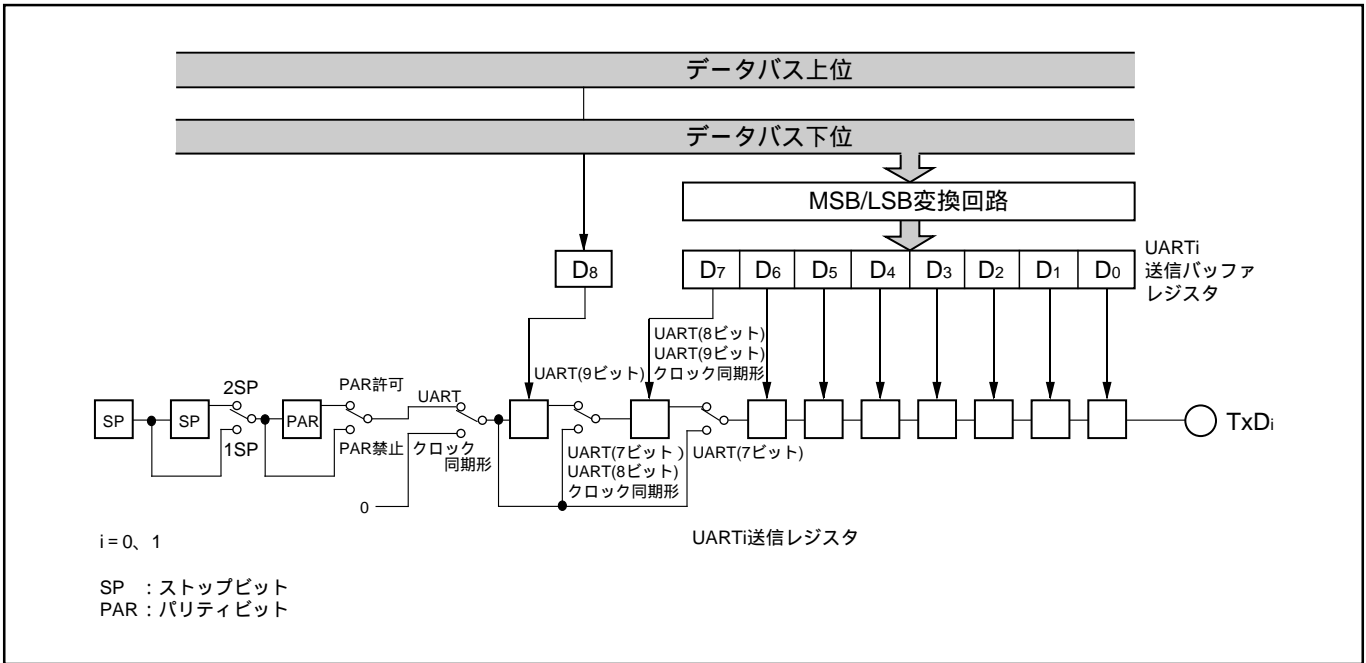 データバス上位
データバス下位
MSB/LSB変換回路
D8
D7 D6 D5 D4 D3 D2 D1 D0
UARTi
送信バッファ
レジスタ
UART(8ビット)
UART(9ビット)
クロック同期形
UART(9ビット)
2SP
PAR許可
UART
SP
SP
PAR
TxDi
1SP
PAR禁止
クロック
同期形
UART(7ビット)
UART(8ビット)
クロック同期形
UART(7ビット)
0
UARTi送信レジスタ
i = 0、1
SP : ストップビット
PAR : パリティビット